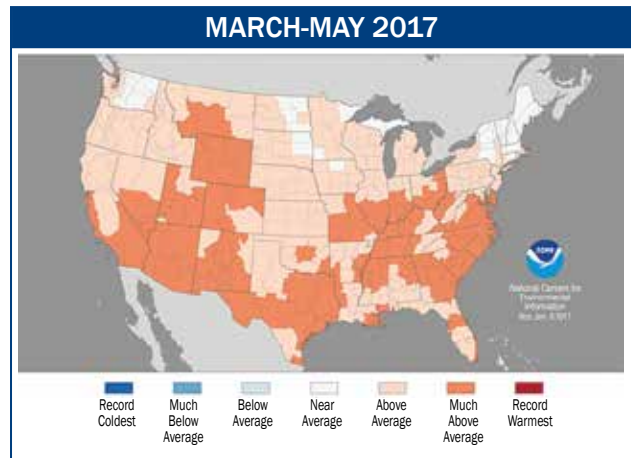 MARCH-MAY 2017
NOAA
National Centers for
Environmental
Information
Record
Coldest
Much
Below
Average
Below
Average
Near
Average
Above
Average
Much
Above
Average
Record
Warmest